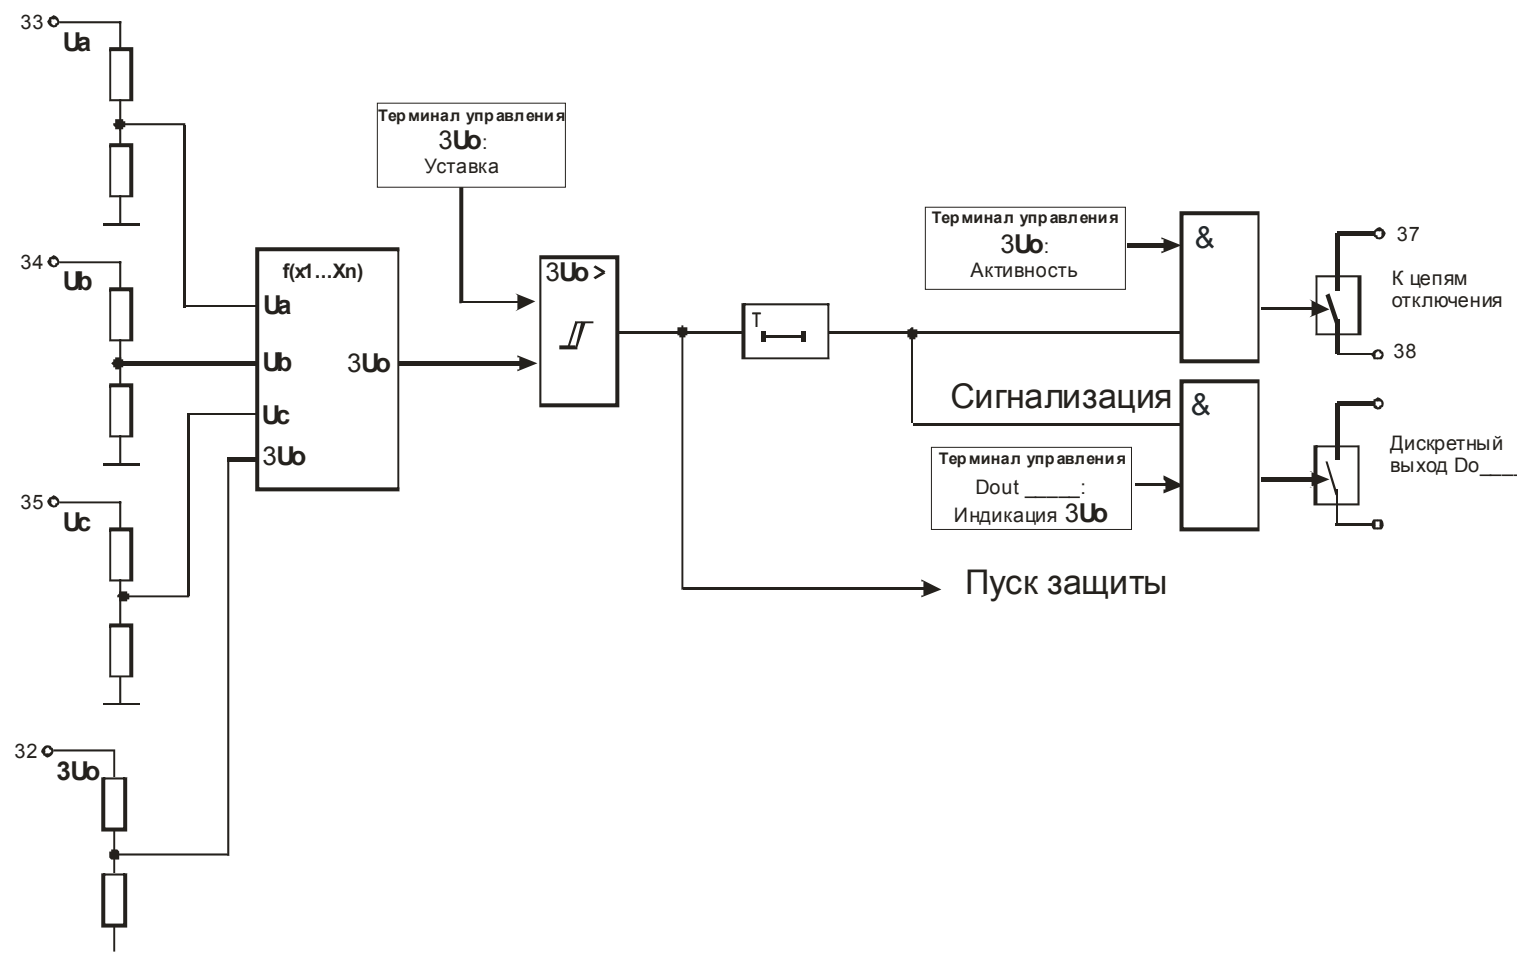 33
Ua
34
Ub
35
Uc
32
3Uo
f(x1...Xn)
Ua
Ub
Uc
3Uo
3Uo
Терминал управления
3Uo:
Уставка
3Uo >
T
Терминал управления
3Uo:
Активность
&
37
К цепям
отключения
38
Сигнализация
&
Терминал управления
Dout _____:
Индикация 3Uo
Дискретный
выход Do____
Пуск защиты